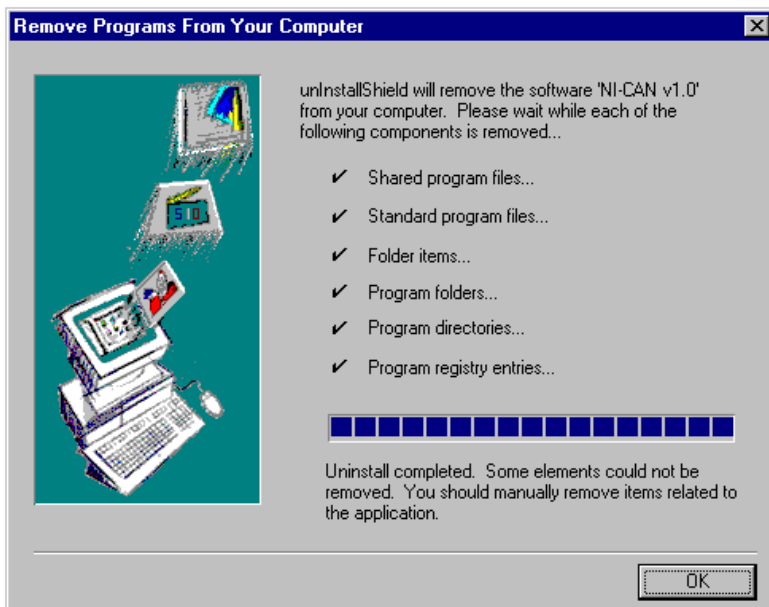 Remove Programs From Your Computer
unInstallShield will remove the software 'NI-CAN v1.0'
from your computer. Please wait while each of the
following components is removed...
✔ Shared program files...
✔ Standard program files...
✔ Folder items...
✔ Program folders...
✔ Program directories...
✔ Program registry entries...
Uninstall completed. Some elements could not be
removed. You should manually remove items related to
the application.
OK